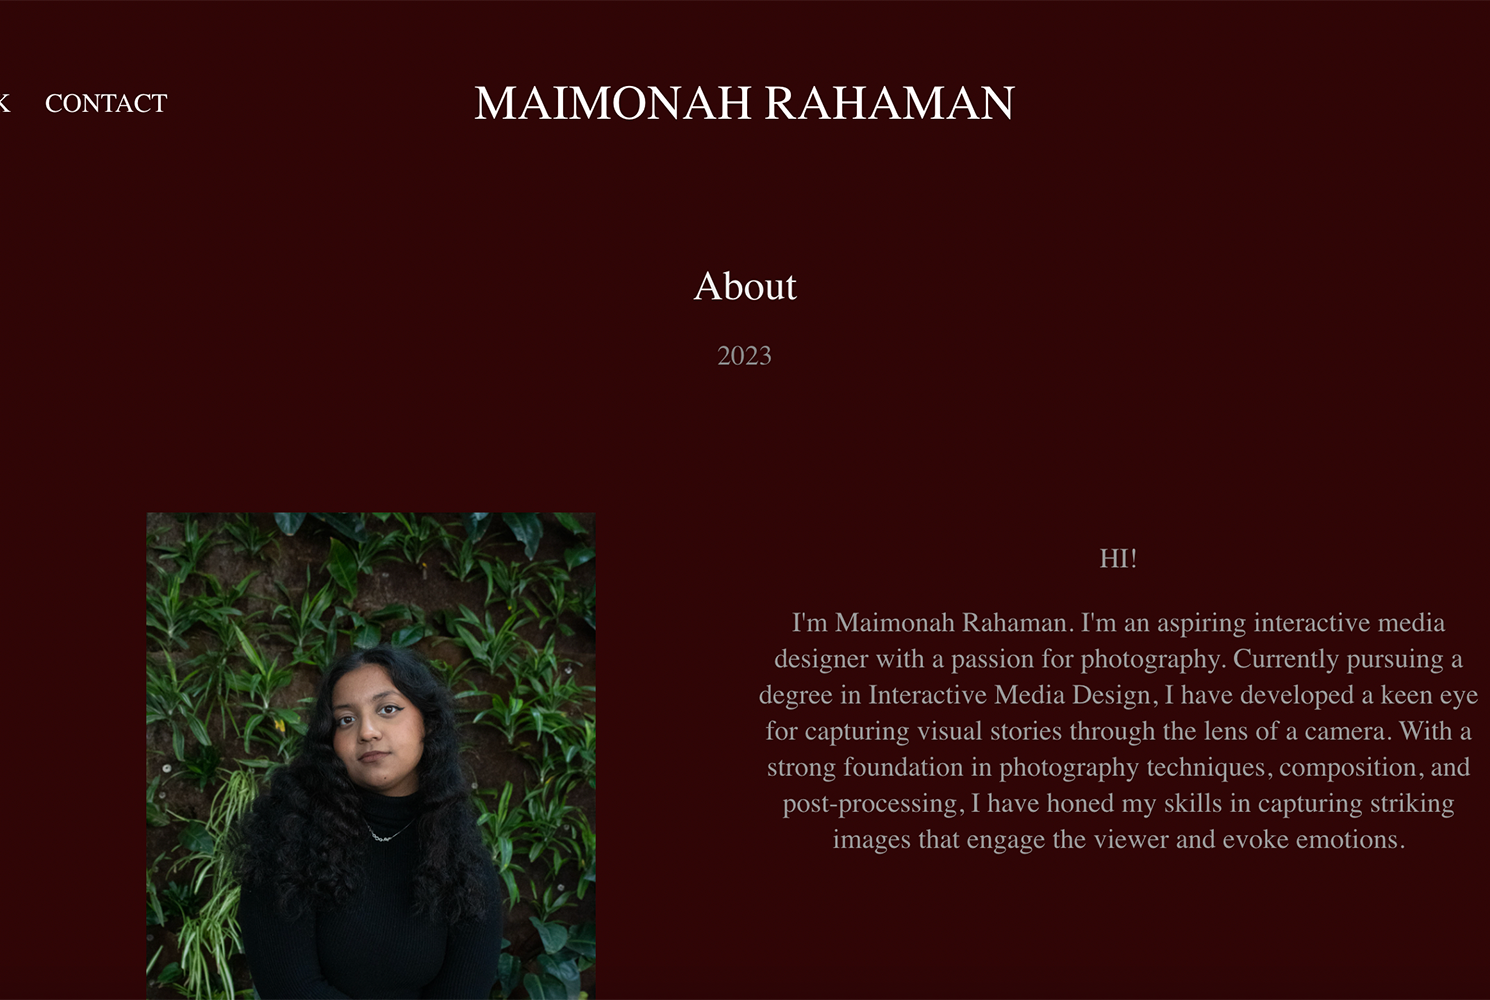 K CONTACT MAIMONAH RAHAMAN
About
2023
HI!
I'm Maimonah Rahaman. I'm an aspiring interactive media
designer with a passion for photography. Currently pursuing a
degree in Interactive Media Design, I have developed a keen eye
for capturing visual stories through the lens of a camera. With a
strong foundation in photography techniques, composition, and
post-processing, I have honed my skills in capturing striking
images that engage the viewer and evoke emotions.